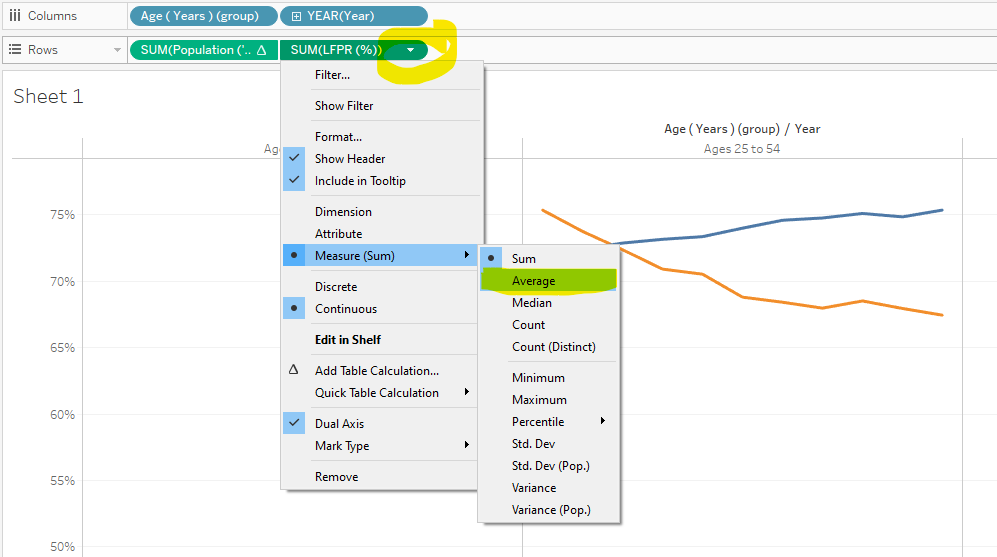 Columns
Age ( Years ) (group)
YEAR(Year)
Rows
SUM(Population ('..
SUM(LFPR (%))
Sheet 1
Filter...
Show Filter
Format...
Show Header
Include in Tooltip
Dimension
Attribute
Measure (Sum)
Discrete
Continuous
Edit in Shelf
Add Table Calculation...
Quick Table Calculation
Dual Axis
Mark Type
Remove
Sum
Average
Median
Count
Count (Distinct)
Minimum
Maximum
Percentile
Std. Dev
Std. Dev (Pop.)
Variance
Variance (Pop.)
Age ( Years ) (group) / Year
Ag
Ages 25 to 54
75%
70%
65%
60%
55%
50%